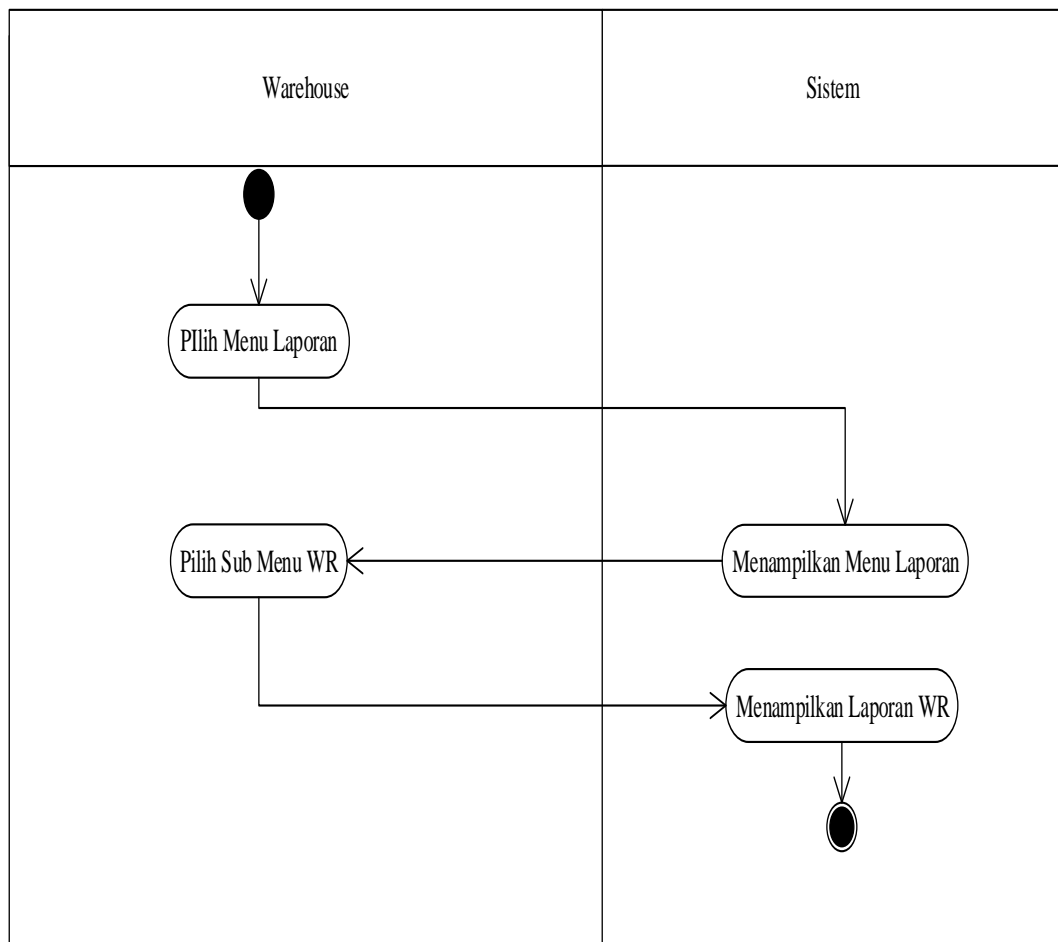 Warehouse
Sistem
PIlih Menu Laporan
Pilih Sub Menu WR
Menampilkan Menu Laporan
Menampilkan Laporan WR